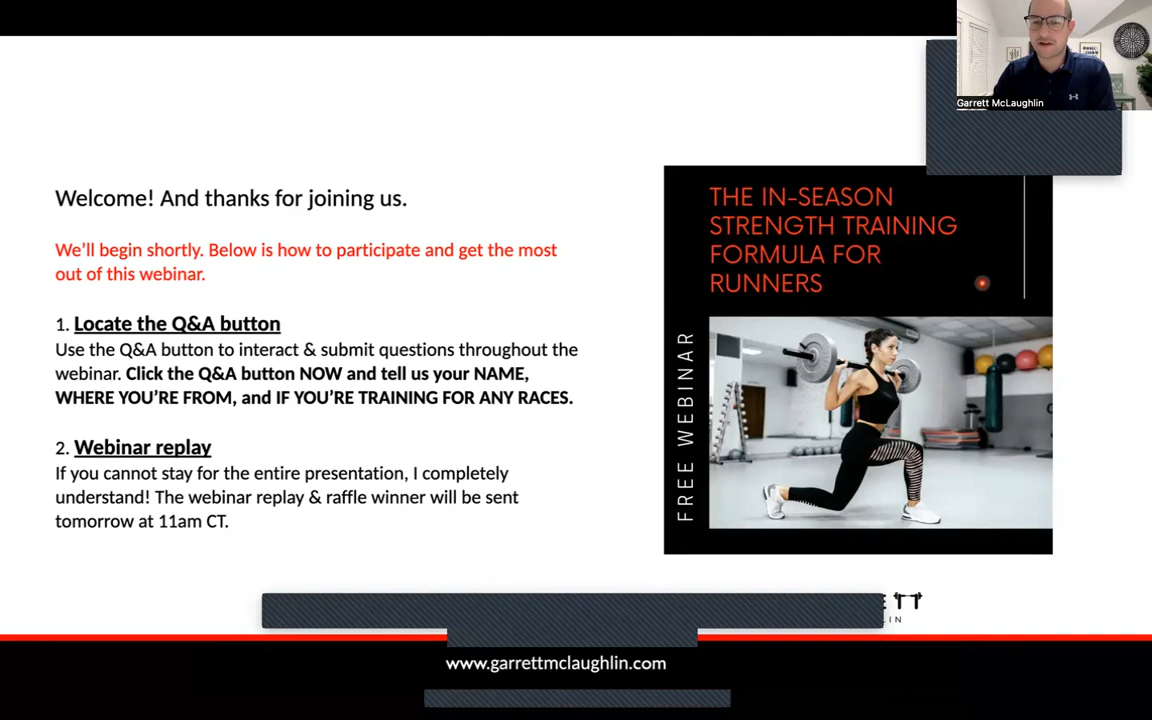 Garrett McLaughlin
Welcome! And thanks for joining us.
We'll begin shortly. Below is how to participate and get the most
out of this webinar.
1. Locate the Q&A button
Use the Q&A button to interact & submit questions throughout the
webinar. Click the Q&A button NOW and tell us your NAME,
WHERE YOU'RE FROM, and IF YOU'RE TRAINING FOR ANY RACES.
2. Webinar replay
If you cannot stay for the entire presentation, I completely
understand! The webinar replay & raffle winner will be sent
tomorrow at 11am CT.
THE IN-SEASON
STRENGTH TRAINING
FORMULA FOR
RUNNERS
FREE WEBINAR
www.garrettmclaughlin.com